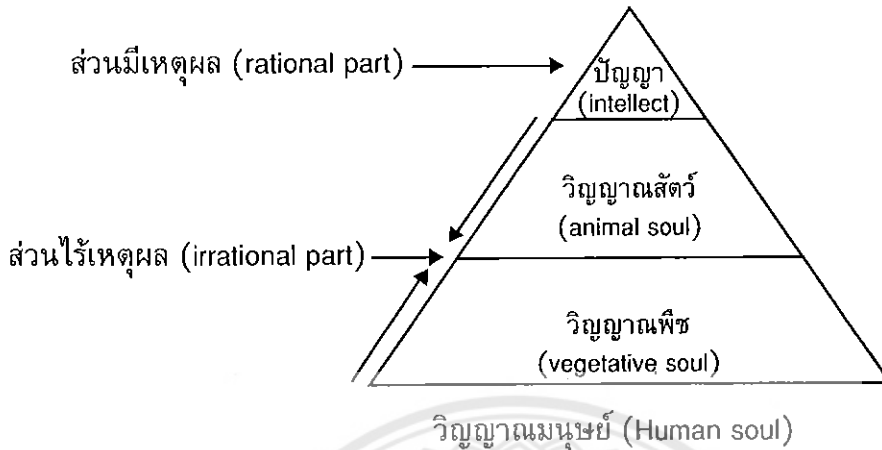 ส่วนมีเหตุผล (rational part)
ปัญญา
(intellect)
วิญญาณสัตว์
(animal soul)
ส่วนไร้เหตุผล (irrational part)
วิญญาณพืช
(vegetative soul)
วิญญาณมนุษย์ (Human soul)